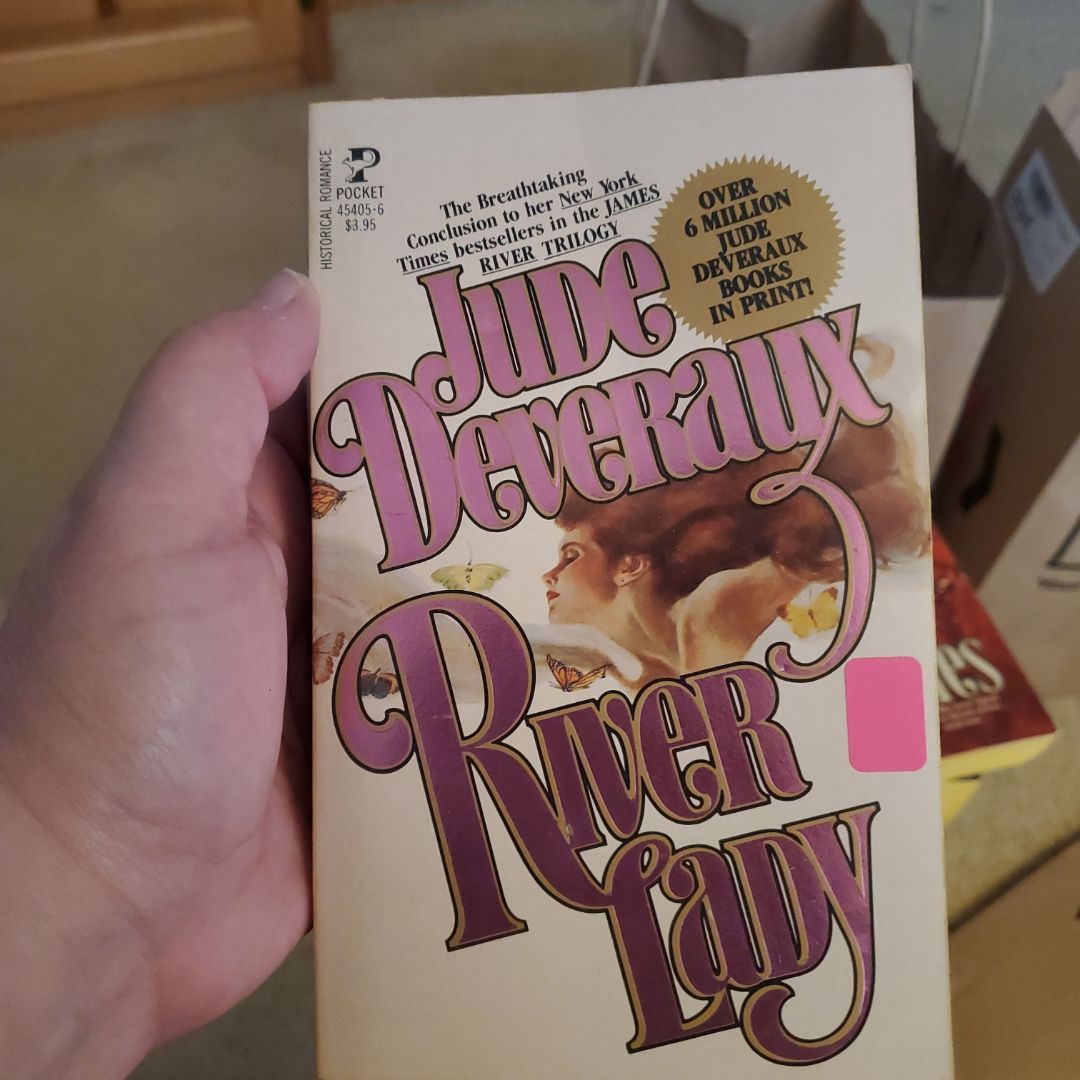 HISTORICAL ROMANCE
P
POCKET
45405-6
$3.95
The Breathtaking
Conclusion to her New York
Times bestsellers in the JAMES
RIVER TRILOGY
OVER
6 MILLION
JUDE
DEVERAUX
BOOKS
IN PRINT!
Jude
Deveraux
River
Lady